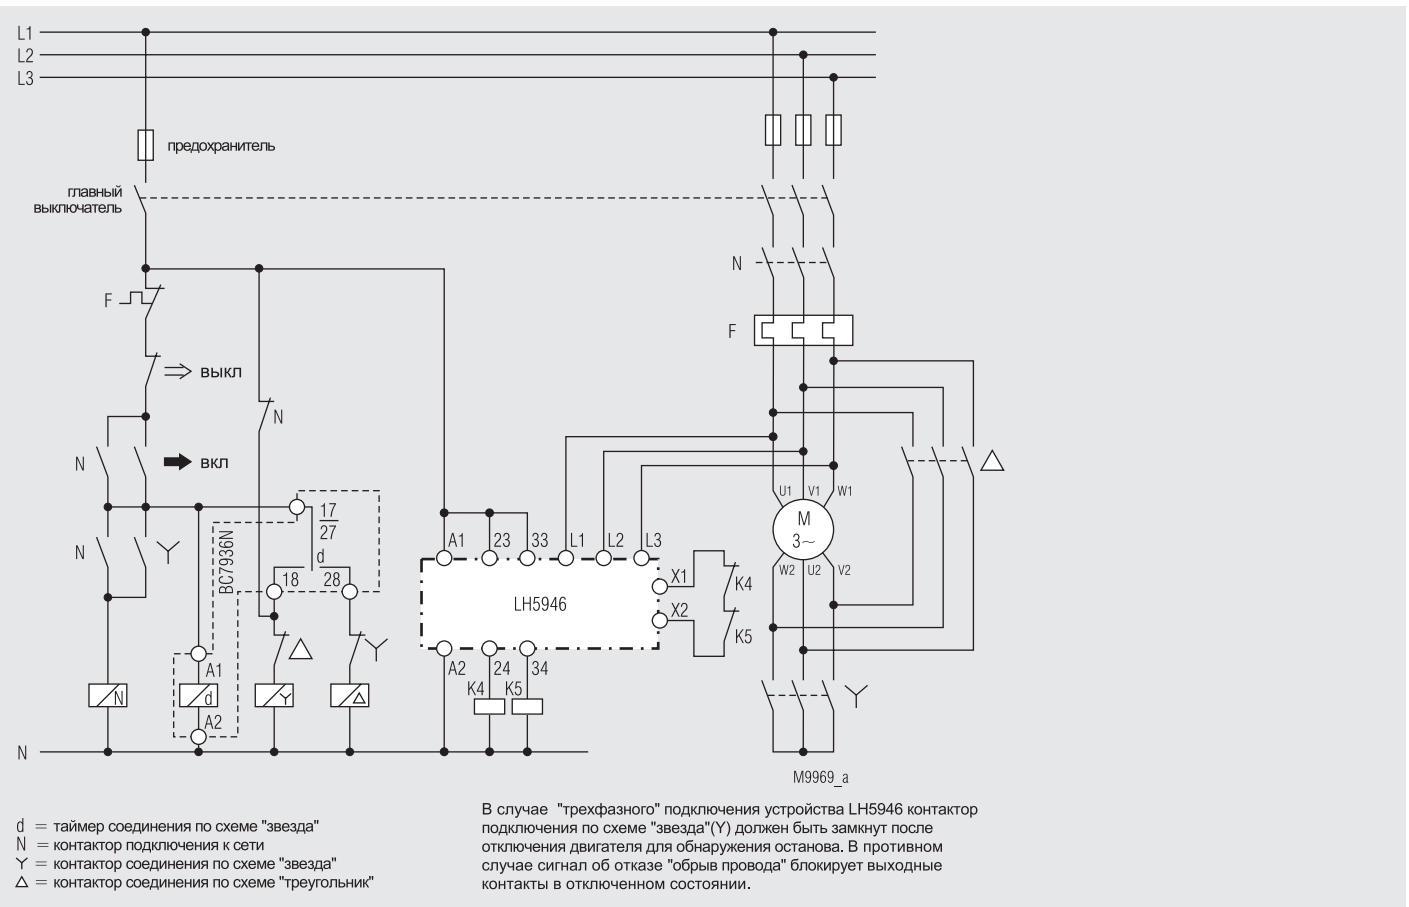 L1
L2
L3
предохранитель
главный
выключатель
N
F
F
ВЫКЛ
N
N
ВКЛ
U1 V1 W1
M
3~
W2 U2 V2
17
27
d
BC7936N
18 28
N
A1 23 33 L1 L2 L3
LH5946
X1
X2
K4
K5
A2 24 34
K4 K5
A1
N
d
A2
N
M9969_a
d = таймер соединения по схеме "звезда"
N = контактор подключения к сети
Y = контактор соединения по схеме "звезда"
△ = контактор соединения по схеме "треугольник"
В случае "трехфазного" подключения устройства LH5946 контактор
подключения по схеме "звезда"(Y) должен быть замкнут после
отключения двигателя для обнаружения останова. В противном
случае сигнал об отказе "обрыв провода" блокирует выходные
контакты в отключенном состоянии.